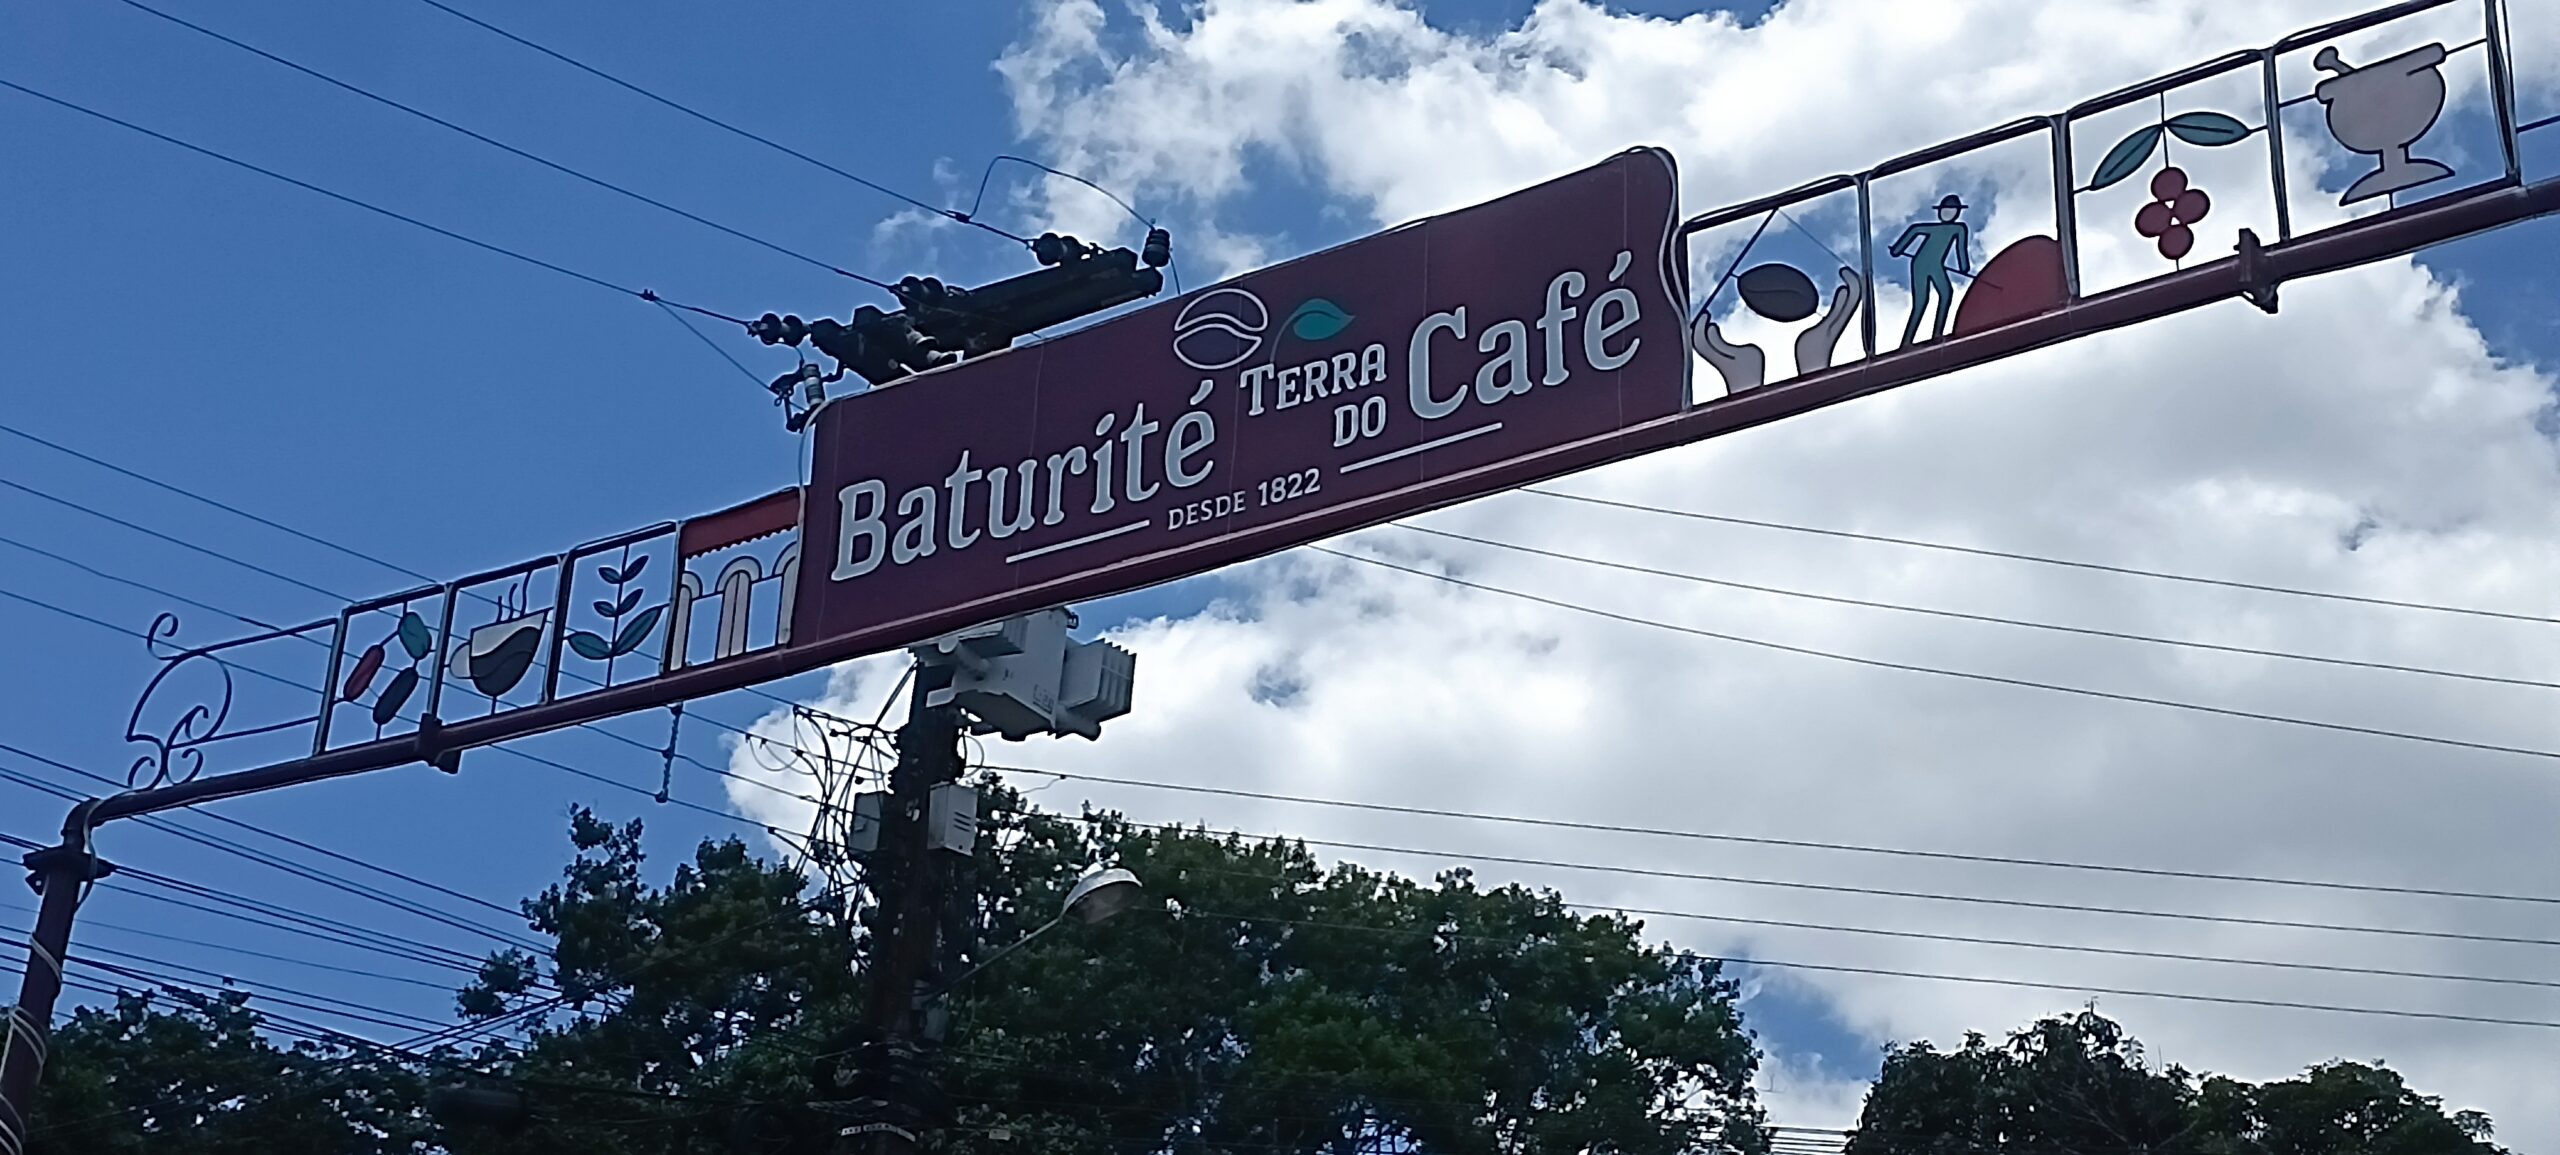 Baturité TERRA DO Café
DESDE 1822